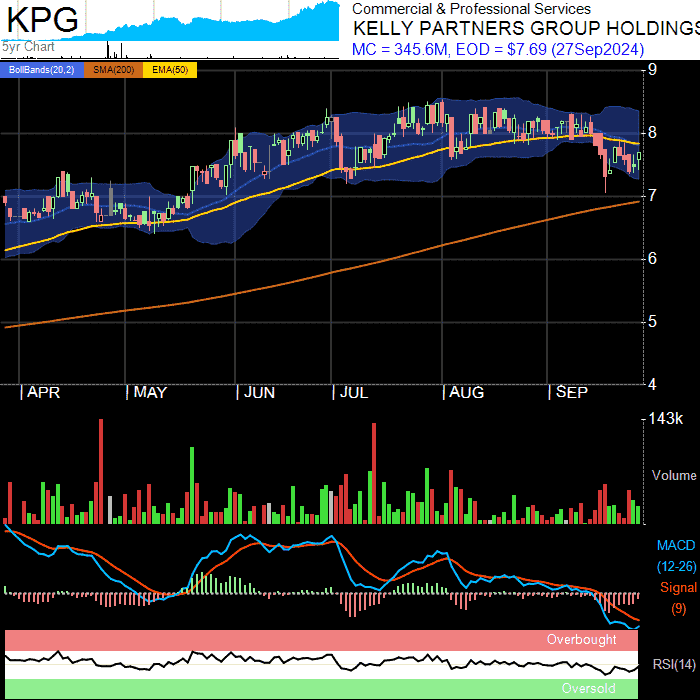 KPG
5yr Chart
Commercial & Professional Services
KELLY PARTNERS GROUP HOLDINGS
MC = 345.6M, EOD = $7.69 (27Sep2024)
BollBands(20,2) SMA(200) EMA(50)
9
8
7
6
5
4
APR MAY JUN JUL AUG SEP
143k
Volume
MACD
(12-26)
Signal
(9)
Overbought
RSI(14)
Oversold